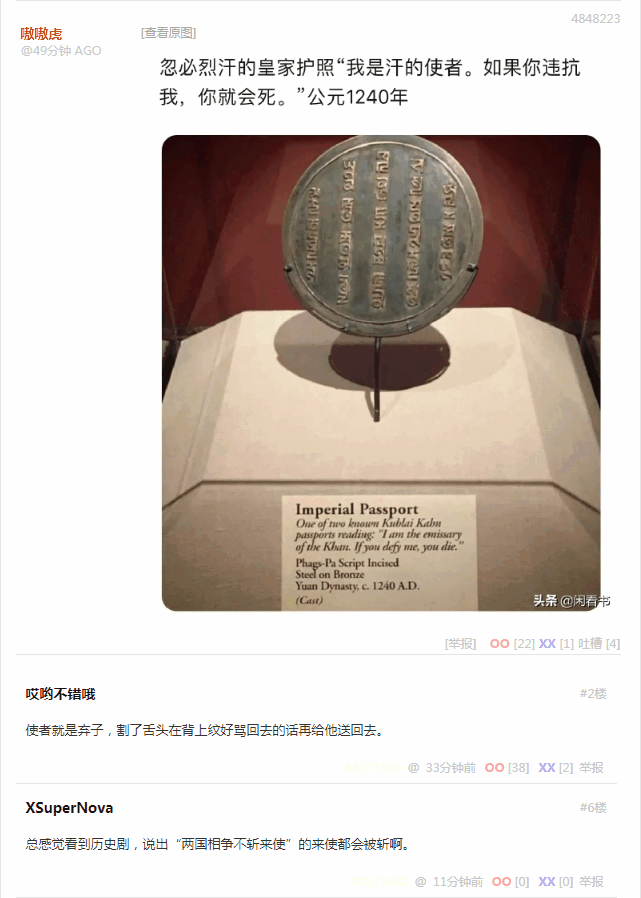 4848223
嗷嗷虎
[查看原图]
@49分钟 AGO
忽必烈汗的皇家护照“我是汗的使者。如果你违抗
我，你就会死。”公元1240年
Imperial Passport
One of two known Kublai Kahn
passports reading: "I am the emissary
of the Khan. If you defy me, you die."
Phags-Pa Script Incised
Steel on Bronze
Yuan Dynasty, c. 1240 A.D.
(Cast)
头条 @闲看书
[举报] OO [22] XX [1] 吐槽 [4]
哎哟不错哦
#2楼
使者就是弃子，割了舌头在背上纹好骂回去的话再给他送回去。
@ 33分钟前 OO [38] XX [2] 举报
XSuperNova
#6楼
总感觉看到历史剧，说出“两国相争不斩来使”的来使都会被斩啊。
@ 11分钟前 OO [0] XX [0] 举报